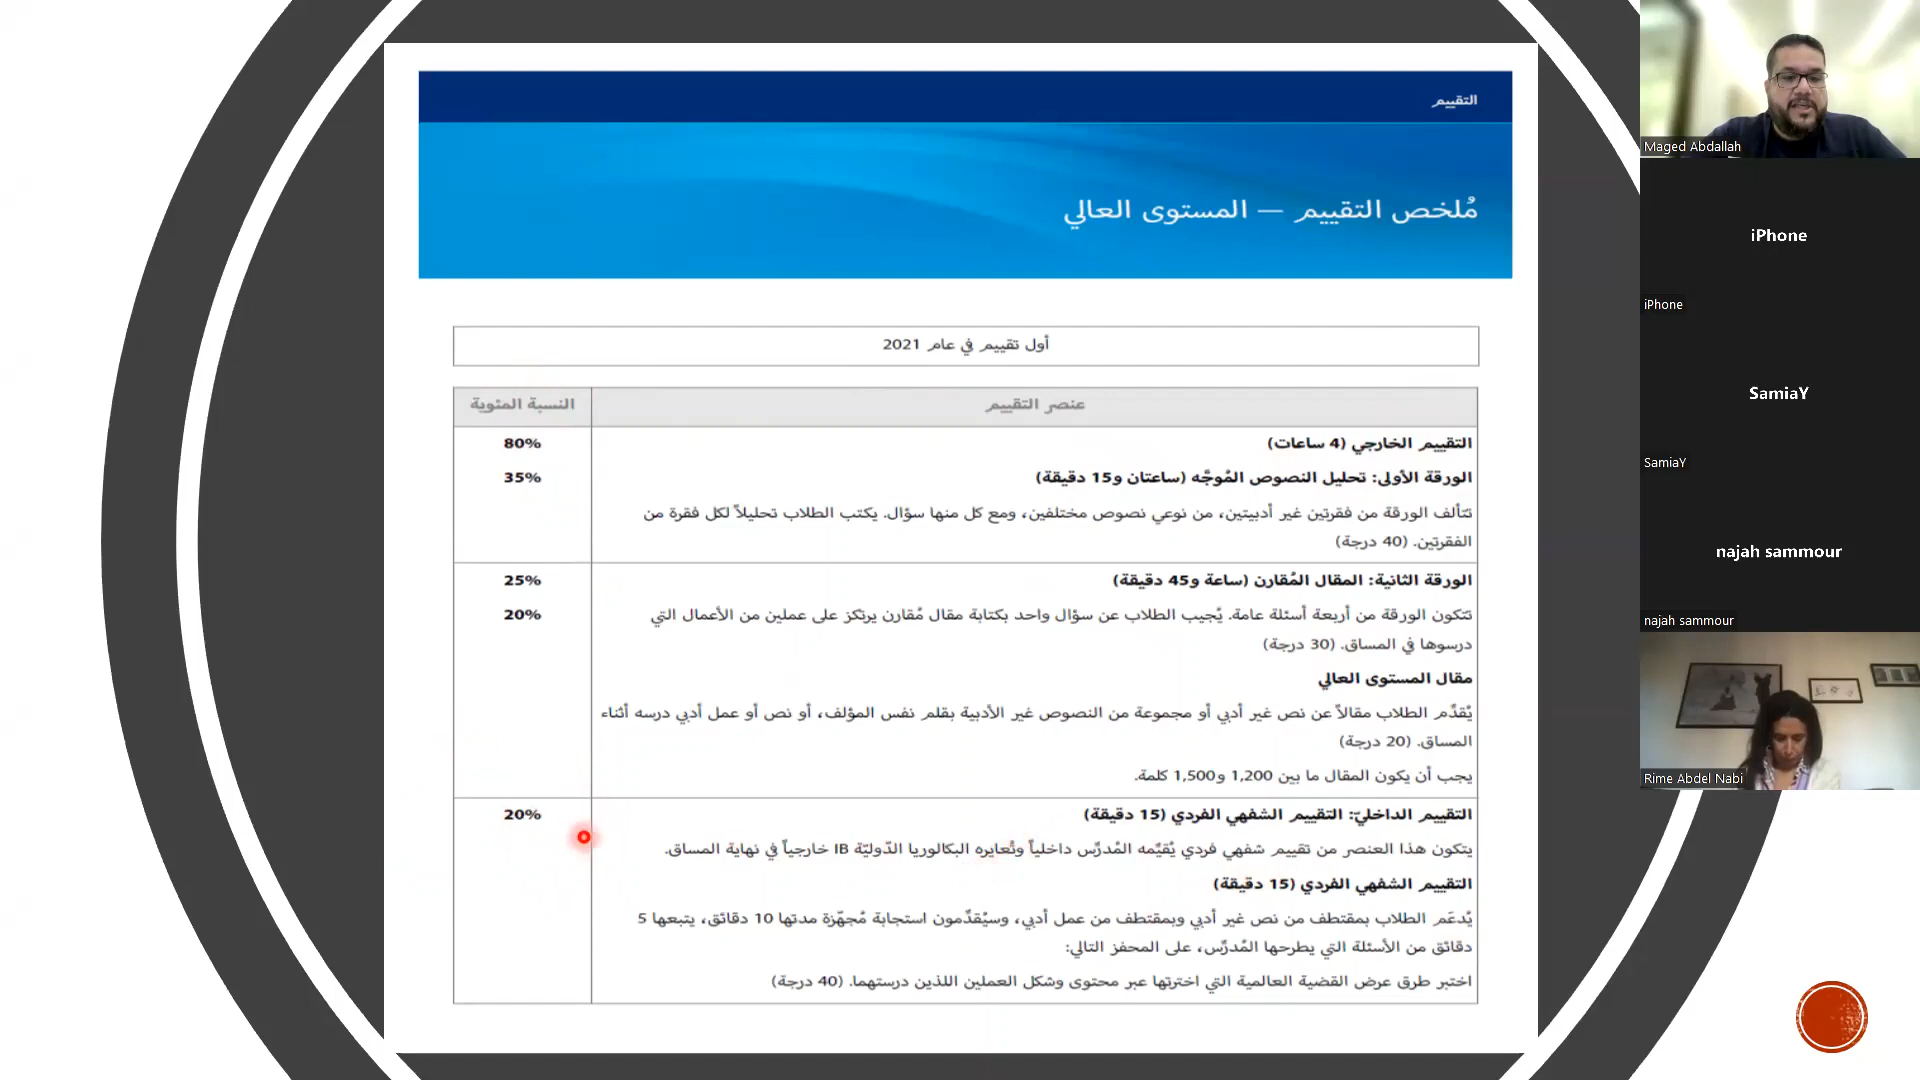 التقييم
مُلخص التقييم — المستوى العالي
أول تقييم في عام 2021
عنصر التقييم
النسبة المئوية
التقييم الخارجي (4 ساعات)
80%
الورقة الأولى: تحليل النصوص المُوجَّه (ساعتان و15 دقيقة)
35%
تتألف الورقة من فقرتين غير أدبيتين، من نوعي نصوص مختلفين، ومع كل منها سؤال. يكتب الطلاب تحليلاً لكل فقرة من
الفقرتين. (40 درجة)
الورقة الثانية: المقال المُقارن (ساعة و45 دقيقة)
25%
تتكون الورقة من أربعة أسئلة عامة. يُجيب الطلاب عن سؤال واحد بكتابة مقال مُقارن يرتكز على عملين من الأعمال التي
20%
درسوها في المساق. (30 درجة)
مقال المستوى العالي
يُقدِّم الطلاب مقالاً عن نص غير أدبي أو مجموعة من النصوص غير الأدبية بقلم نفس المؤلف، أو نص أو عمل أدبي درسه أثناء
المساق. (20 درجة)
يجب أن يكون المقال ما بين 1,200 و1,500 كلمة.
التقييم الداخليّ: التقييم الشفهي الفردي (15 دقيقة)
20%
يتكون هذا العنصر من تقييم شفهي فردي يُقيِّمه المُدرِّس داخلياً وتُعايره البكالوريا الدّوليّة IB خارجياً في نهاية المساق.
التقييم الشفهي الفردي (15 دقيقة)
يُدعَم الطلاب بمقتطف من نص غير أدبي وبمقتطف من عمل أدبي، وسيُقدِّمون استجابة مُجهّزة مدتها 10 دقائق، يتبعها 5
دقائق من الأسئلة التي يطرحها المُدرِّس، على المحفز التالي:
اختبر طرق عرض القضية العالمية التي اخترتها عبر محتوى وشكل العملين اللذين درستهما. (40 درجة)
Maged Abdallah
iPhone
iPhone
SamiaY
SamiaY
najah sammour
najah sammour
Rime Abdel Nabi